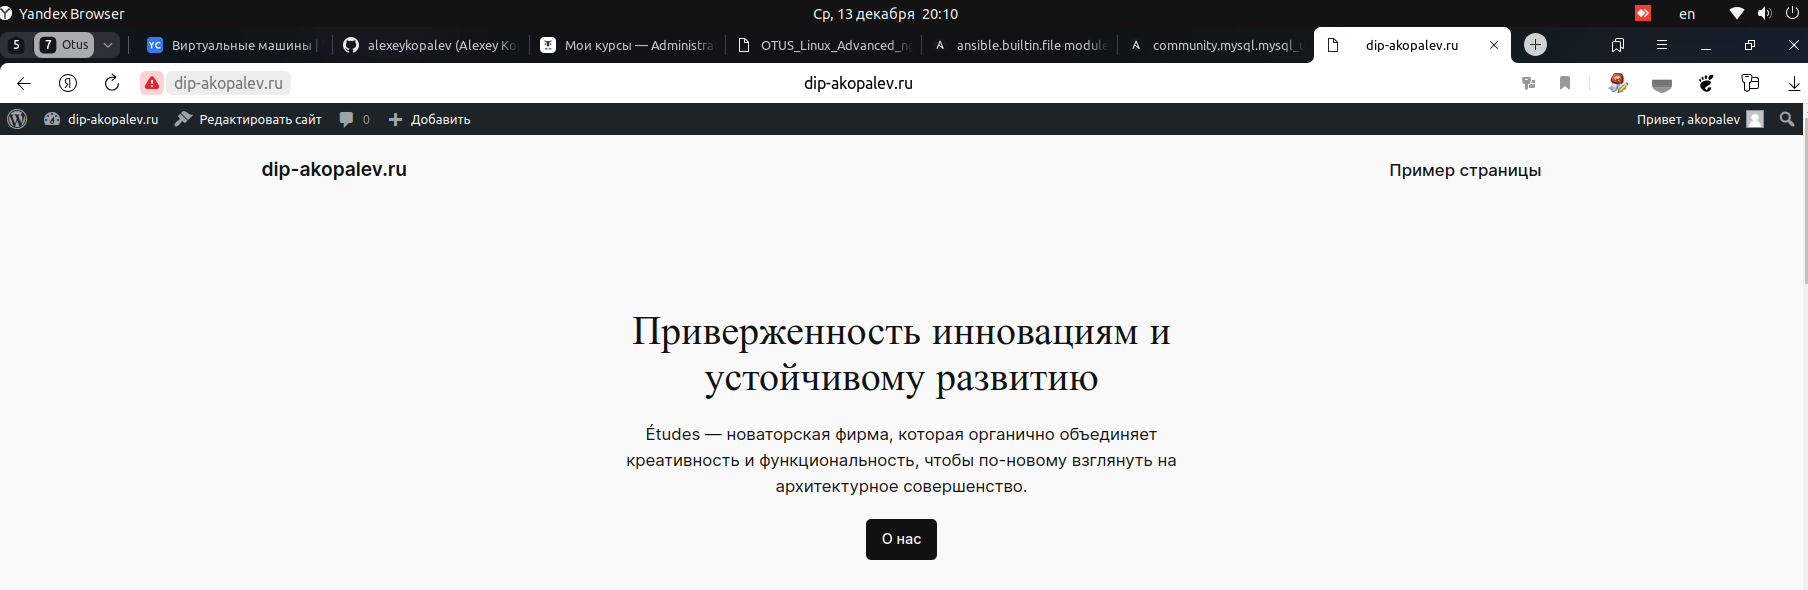 Yandex Browser
Ср, 13 декабря 20:10
en
5
7 Otus
YC Виртуальные машины |
alexeykopalev (Alexey Ko
Мои курсы — Administra
OTUS_Linux_Advanced_n
A ansible.builtin.file module
A community.mysql.mysql_
dip-akopalev.ru
Я
dip-akopalev.ru
dip-akopalev.ru
dip-akopalev.ru
Редактировать сайт
0
Добавить
Привет, akopalev
dip-akopalev.ru
Пример страницы
Приверженность инновациям и
устойчивому развитию
Études — новаторская фирма, которая органично объединяет
креативность и функциональность, чтобы по-новому взглянуть на
архитектурное совершенство.
О нас